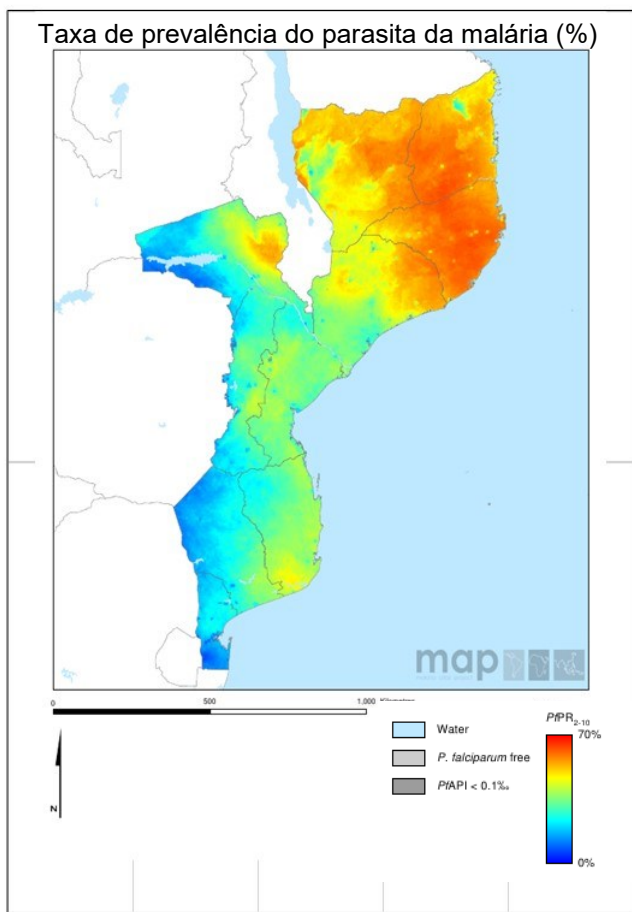 Taxa de prevalência do parasita da malária (%)
map
0
500
1,000
Water
P. falciparum free
PfAPI < 0.1‰
PfPR2-10
70%
0%
N